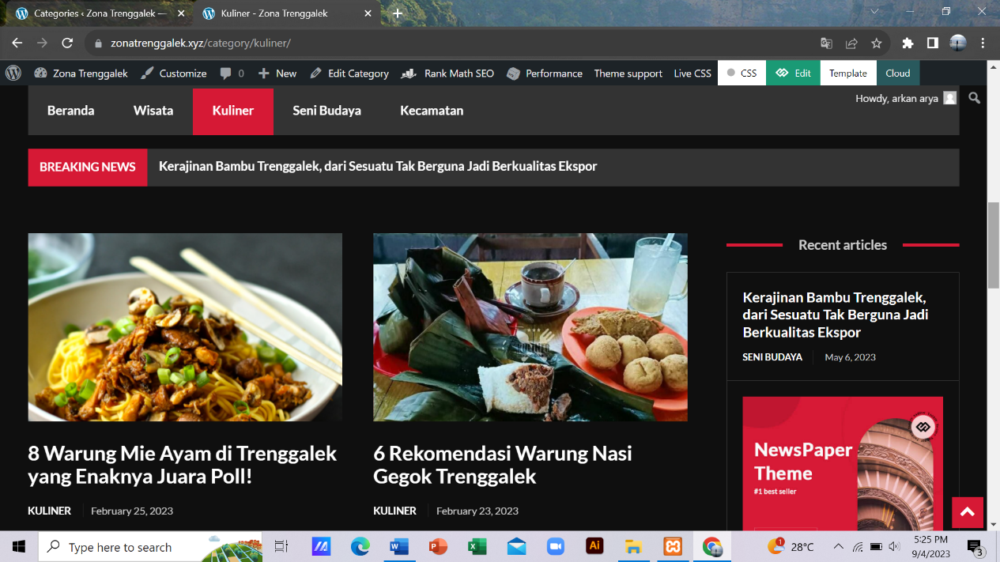 Categories ‹ Zona Trenggalek —
Kuliner - Zona Trenggalek
zonatrenggalek.xyz/category/kuliner/
Zona Trenggalek
Customize
0
New
Edit Category
Rank Math SEO
Performance
Theme support
Live CSS
CSS
Edit
Template
Cloud
Howdy, arkan arya
Beranda
Wisata
Kuliner
Seni Budaya
Kecamatan
BREAKING NEWS
Kerajinan Bambu Trenggalek, dari Sesuatu Tak Berguna Jadi Berkualitas Ekspor
KULINER
8 Warung Mie Ayam di Trenggalek
yang Enaknya Juara Poll!
KULINER
February 25, 2023
6 Rekomendasi Warung Nasi
Gegok Trenggalek
KULINER
February 23, 2023
Recent articles
Kerajinan Bambu Trenggalek,
dari Sesuatu Tak Berguna Jadi
Berkualitas Ekspor
SENI BUDAYA
May 6, 2023
NewsPaper
Theme
#1 best seller
Type here to search
Ai
1
28°C
5:25 PM
9/4/2023
3